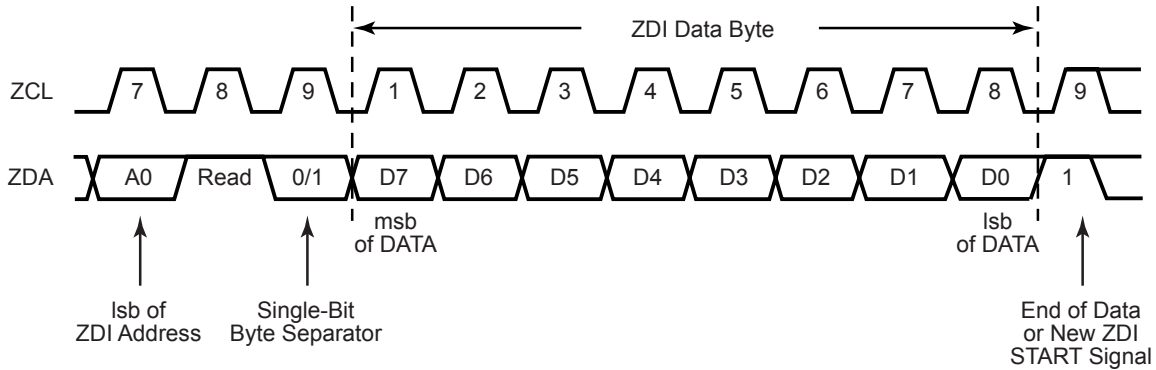 ZDI Data Byte
ZCL 7 8 9 1 2 3 4 5 6 7 8 9
ZDA A0 Read 0/1 D7 D6 D5 D4 D3 D2 D1 D0 1
msb
of DATA
lsb
of DATA
lsb of
ZDI Address
Single-Bit
Byte Separator
End of Data
or New ZDI
START Signal